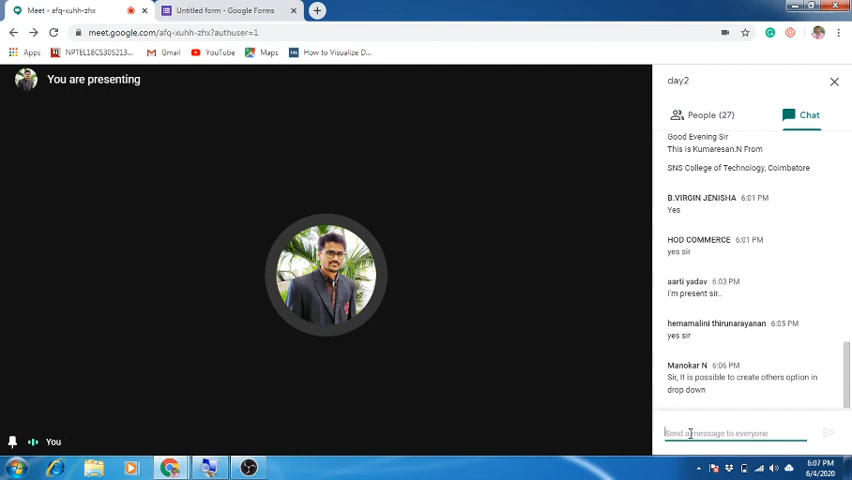 Meet - afq-xuhh-zhx
Untitled form - Google Forms
meet.google.com/afq-xuhh-zhx?authuser=1
Apps
NPTEL18CS30S213...
Gmail
YouTube
Maps
How to Visualize D...
You are presenting
day2
People (27)
Chat
Good Evening Sir
This is Kumaresan.N From
SNS College of Technology, Coimbatore
B.VIRGIN JENISHA 6:01 PM
Yes
HOD COMMERCE 6:01 PM
yes sir
aarti yadav 6:03 PM
I'm present sir..
hemamalini thirunarayanan 6:05 PM
yes sir
Manokar N 6:06 PM
Sir, It is possible to create others option in
drop down
Send a message to everyone
You
6:07 PM
6/4/2020